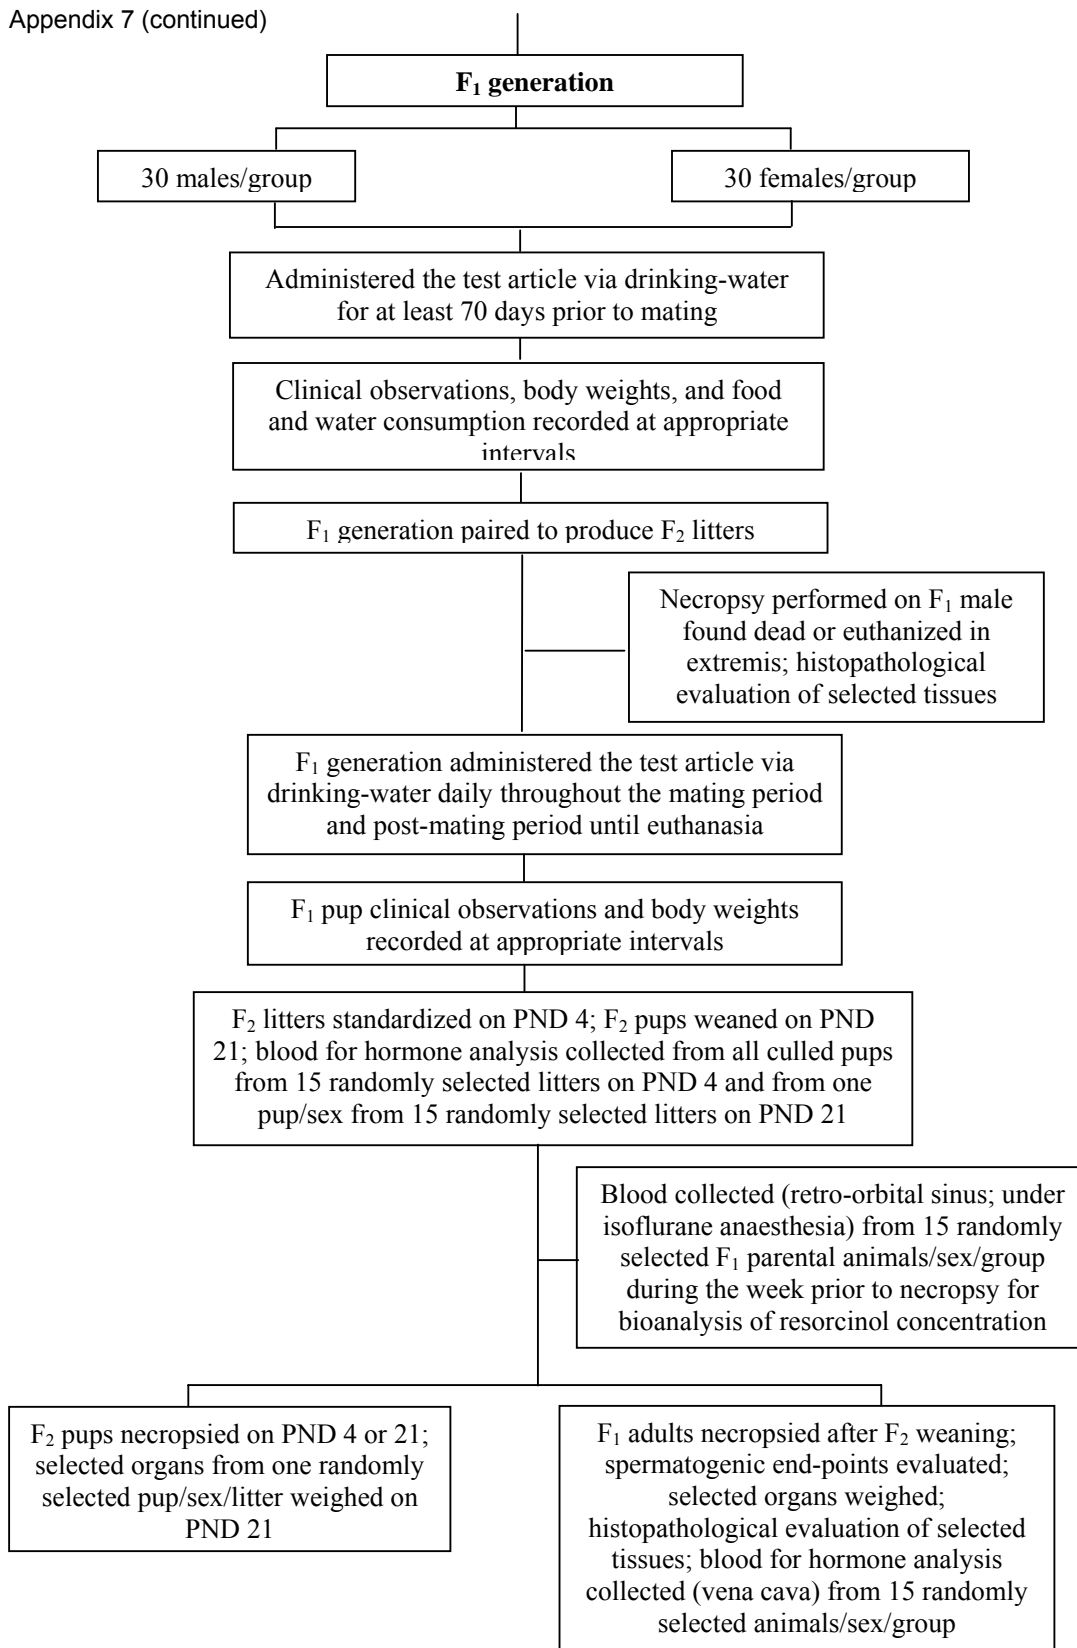 Appendix 7 (continued)
F₁ generation
30 males/group
30 females/group
Administered the test article via drinking-water
for at least 70 days prior to mating
Clinical observations, body weights, and food
and water consumption recorded at appropriate
intervals
F₁ generation paired to produce F₂ litters
Necropsy performed on F₁ male
found dead or euthanized in
extremis; histopathological
evaluation of selected tissues
F₁ generation administered the test article via
drinking-water daily throughout the mating period
and post-mating period until euthanasia
F₁ pup clinical observations and body weights
recorded at appropriate intervals
F₂ litters standardized on PND 4; F₂ pups weaned on PND
21; blood for hormone analysis collected from all culled pups
from 15 randomly selected litters on PND 4 and from one
pup/sex from 15 randomly selected litters on PND 21
Blood collected (retro-orbital sinus; under
isoflurane anaesthesia) from 15 randomly
selected F₁ parental animals/sex/group
during the week prior to necropsy for
bioanalysis of resorcinol concentration
F₂ pups necropsied on PND 4 or 21;
selected organs from one randomly
selected pup/sex/litter weighed on
PND 21
F₁ adults necropsied after F₂ weaning;
spermatogenic end-points evaluated;
selected organs weighed;
histopathological evaluation of selected
tissues; blood for hormone analysis
collected (vena cava) from 15 randomly
selected animals/sex/group